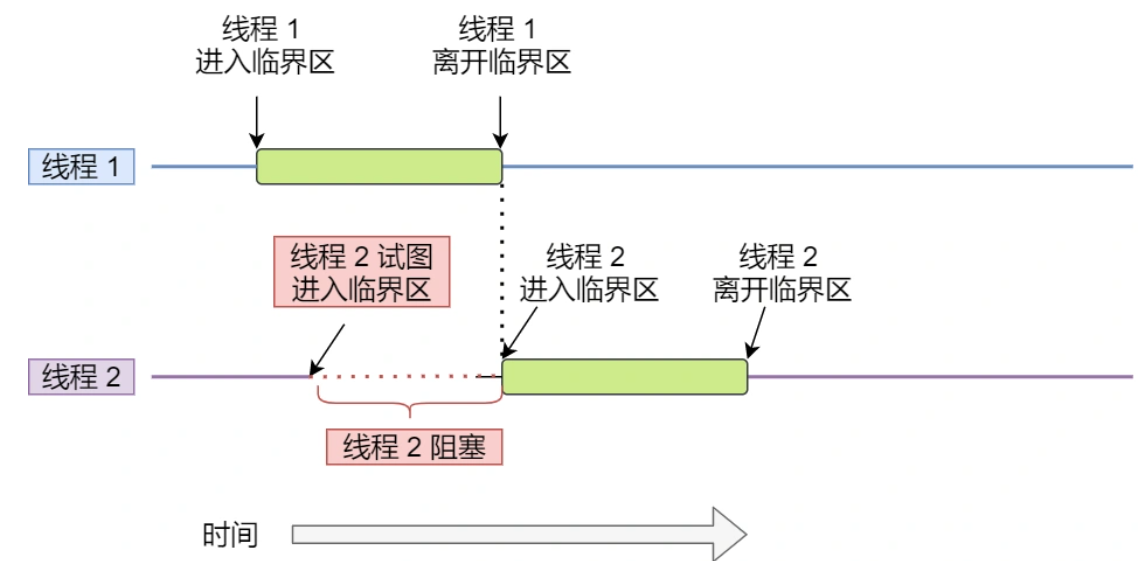 线程 1
进入临界区
线程 1
离开临界区
线程 1
线程 2 试图
进入临界区
线程 2
进入临界区
线程 2
离开临界区
线程 2
线程 2 阻塞
时间